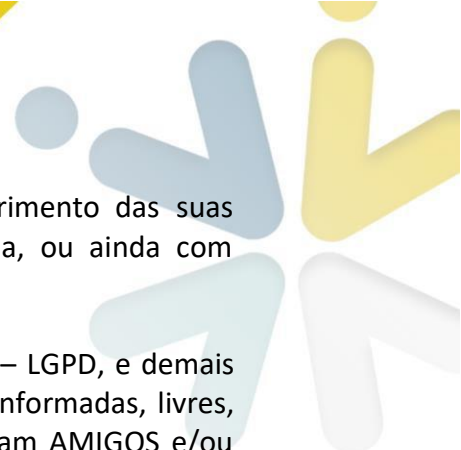 rimento das suas
a, ou ainda com
– LGPD, e demais
nformadas, livres,
am AMIGOS e/ou